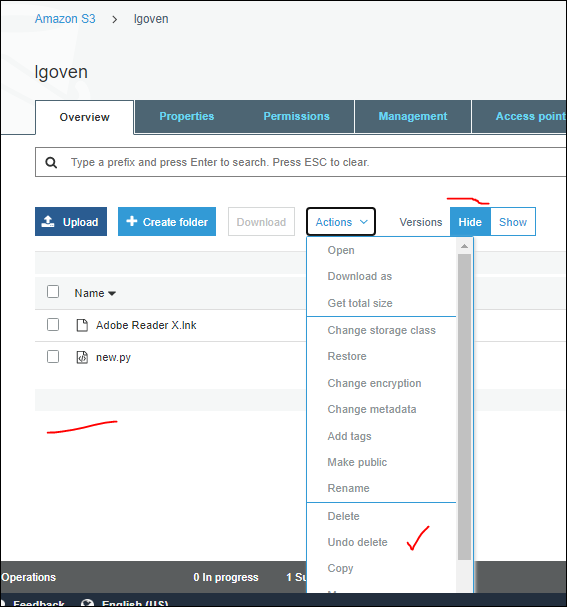 Amazon S3 > lgoven
lgoven
Overview Properties Permissions Management Access point
Type a prefix and press Enter to search. Press ESC to clear.
Upload + Create folder Download Actions Versions Hide Show
Open
Download as
Get total size
Name
Change storage class
Adobe Reader X.lnk
Restore
new.py
Change encryption
Change metadata
Add tags
Make public
Rename
Delete
Undo delete
Copy
Operations 0 In progress 1 Su
Feedback English (US)